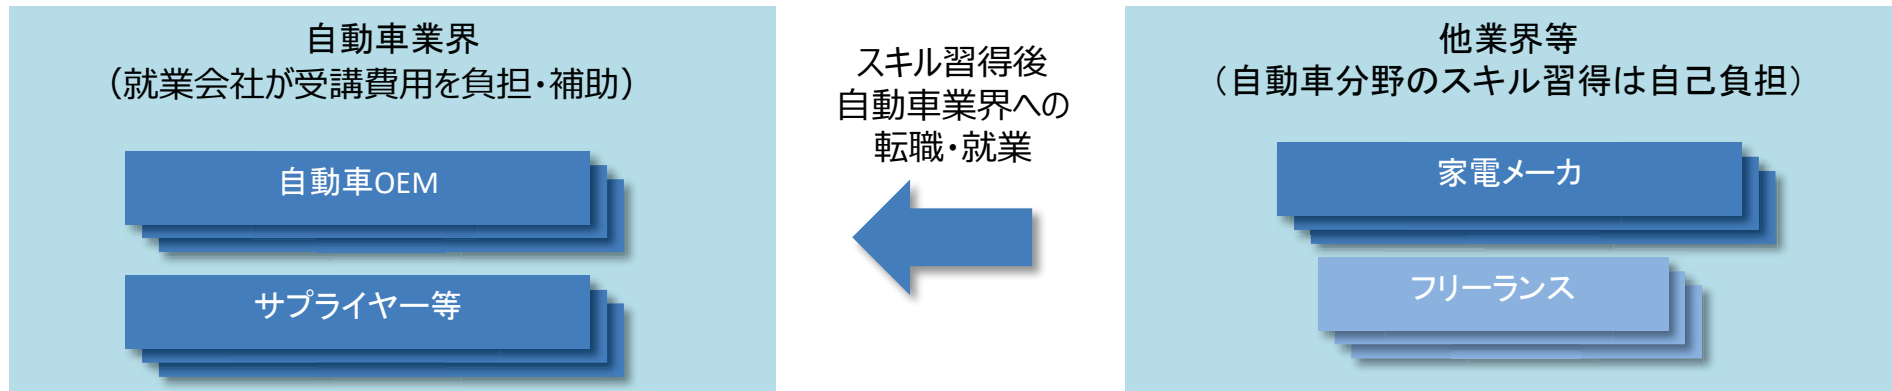 自動車業界
（就業会社が受講費用を負担・補助）
自動車OEM
サプライヤー等
スキル習得後
自動車業界への
転職・就業
他業界等
（自動車分野のスキル習得は自己負担）
家電メーカ
フリーランス